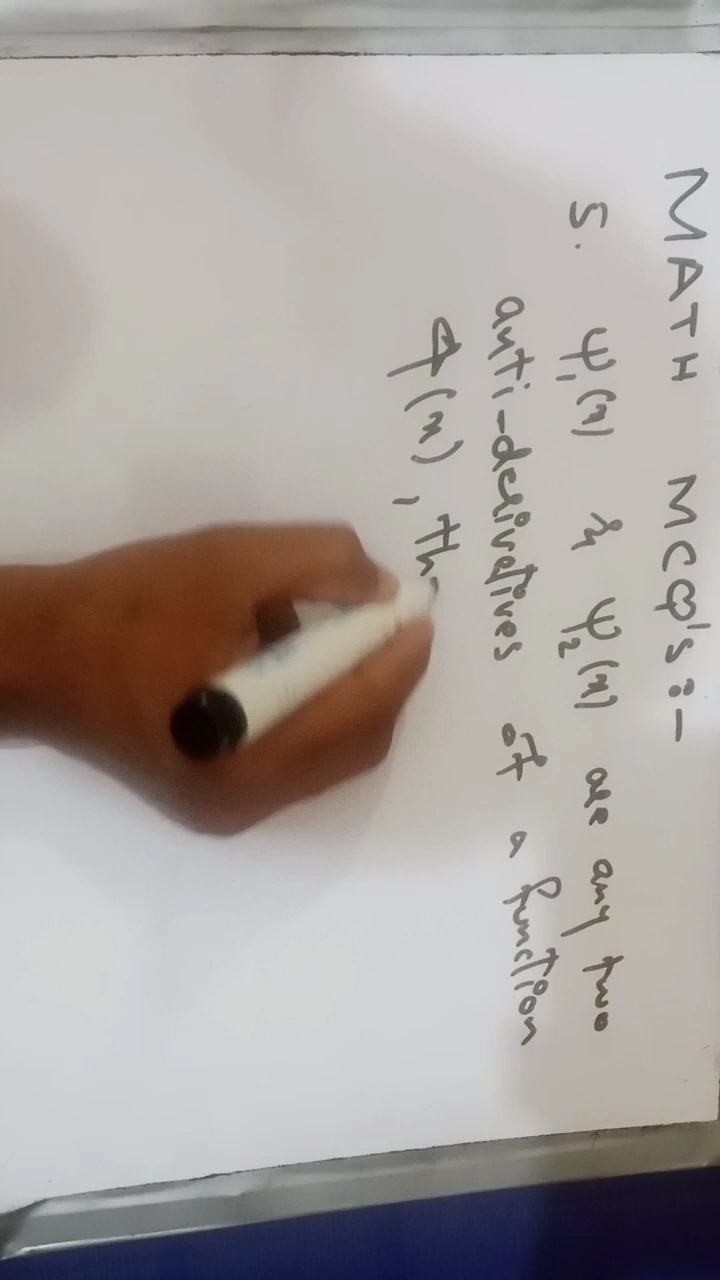 MATH MCQ's :-
5. ψ₁(x) & ψ₂(x) are any two
anti-derivatives of a function
φ(x), th